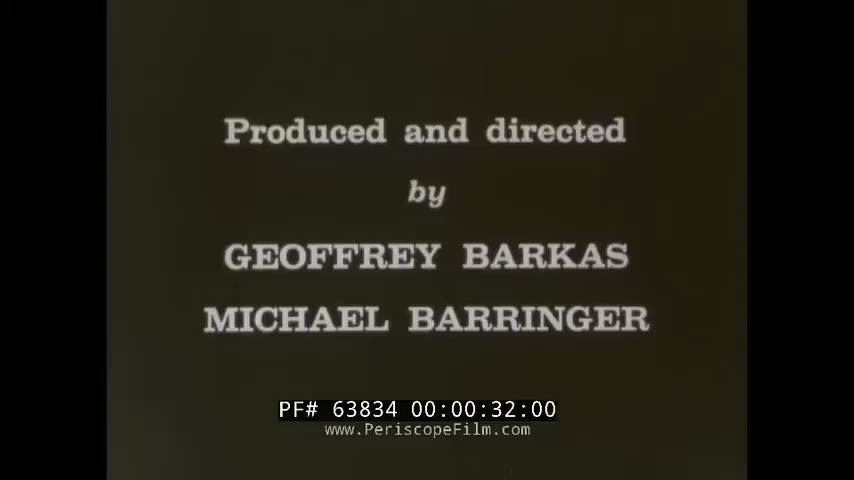 Produced and directed
by
GEOFFREY BARKAS
MICHAEL BARRINGER
PF# 63834 00:00:32:00
www.PeriscopeFilm.com